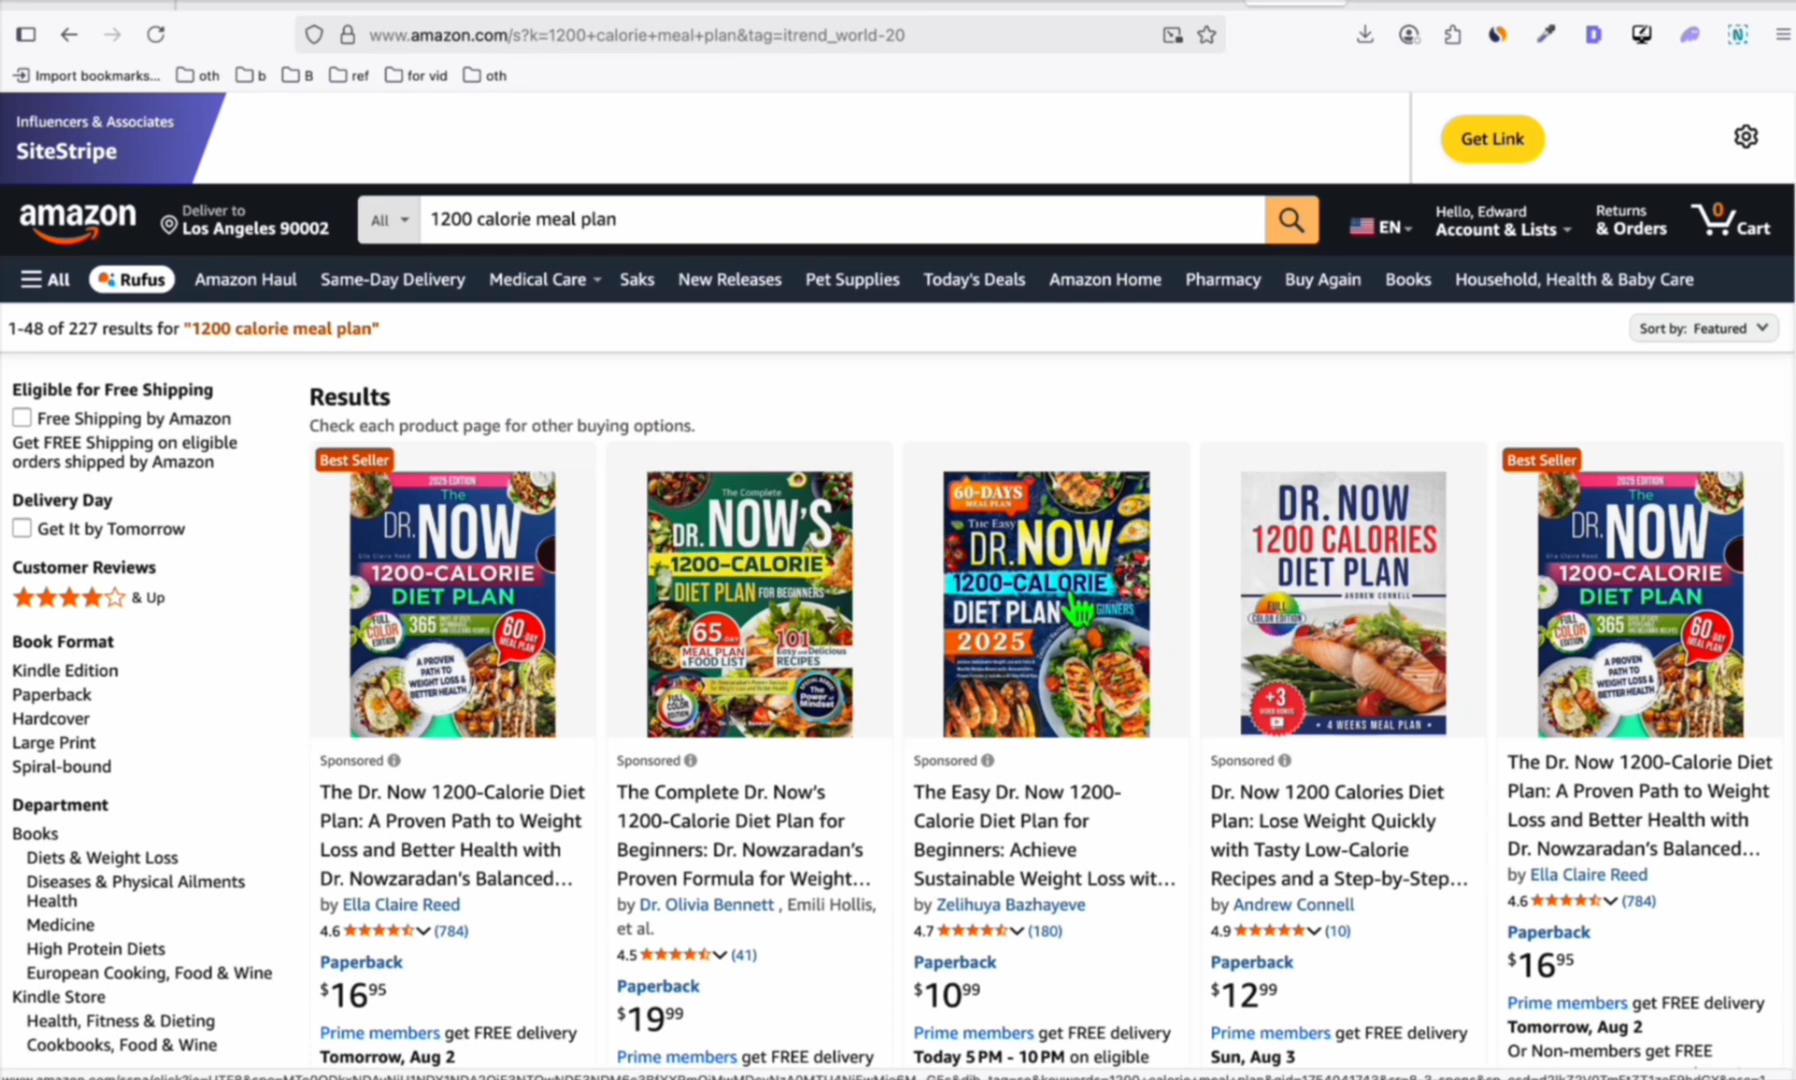 www.amazon.com/s?k=1200+calorie+meal+plan&tag=itrend_world-20
Import bookmarks... oth b B ref for vid oth
Influencers & Associates
SiteStripe
Get Link
amazon
Deliver to
Los Angeles 90002
All
1200 calorie meal plan
EN
Hello, Edward
Account & Lists
Returns
& Orders
0
Cart
All Rufus Amazon Haul Same-Day Delivery Medical Care Saks New Releases Pet Supplies Today's Deals Amazon Home Pharmacy Buy Again Books Household, Health & Baby Care
1-48 of 227 results for "1200 calorie meal plan"
Sort by: Featured
Eligible for Free Shipping
Free Shipping by Amazon
Get FREE Shipping on eligible
orders shipped by Amazon
Delivery Day
Get It by Tomorrow
Customer Reviews
& Up
Book Format
Kindle Edition
Paperback
Hardcover
Large Print
Spiral-bound
Department
Books
Diets & Weight Loss
Diseases & Physical Ailments
Health
Medicine
High Protein Diets
European Cooking, Food & Wine
Kindle Store
Health, Fitness & Dieting
Cookbooks, Food & Wine
Results
Check each product page for other buying options.
Best Seller
2025 EDITION
The
DR. NOW
Ella Claire Reed
1200-CALORIE
DIET PLAN
FULL
COLOR
EDITION
365
60-DAY
MEAL PLAN
A PROVEN
PATH TO
WEIGHT LOSS &
BETTER HEALTH
Sponsored
The Dr. Now 1200-Calorie Diet
Plan: A Proven Path to Weight
Loss and Better Health with
Dr. Nowzaradan's Balanced...
by Ella Claire Reed
4.6 (784)
Paperback
$16 95
Prime members get FREE delivery
Tomorrow, Aug 2
The Complete
DR. NOW'S
1200-CALORIE
DIET PLAN FOR BEGINNERS
65 DAY
MEAL PLAN
& FOOD LIST
101
Easy and Delicious
RECIPES
FULL
COLOR
EDITION
The
Power of
Mindset
Sponsored
The Complete Dr. Now's
1200-Calorie Diet Plan for
Beginners: Dr. Nowzaradan's
Proven Formula for Weight...
by Dr. Olivia Bennett , Emili Hollis,
et al.
4.5 (41)
Paperback
$19 99
Prime members get FREE delivery
60-DAYS
MEAL PLAN
The Easy
DR. NOW
1200-CALORIE
DIET PLAN
GINNERS
2025
Sponsored
The Easy Dr. Now 1200-
Calorie Diet Plan for
Beginners: Achieve
Sustainable Weight Loss wit...
by Zelihuya Bazhayeve
4.7 (180)
Paperback
$10 99
Prime members get FREE delivery
Today 5 PM - 10 PM on eligible
DR. NOW
1200 CALORIES
DIET PLAN
ANDREW CONNELL
FULL
COLOR EDITION
+3
• 4 WEEKS MEAL PLAN •
Sponsored
Dr. Now 1200 Calories Diet
Plan: Lose Weight Quickly
with Tasty Low-Calorie
Recipes and a Step-by-Step...
by Andrew Connell
4.9 (10)
Paperback
$12 99
Prime members get FREE delivery
Sun, Aug 3
Best Seller
2025 EDITION
The
DR. NOW
Ella Claire Reed
1200-CALORIE
DIET PLAN
FULL
COLOR
EDITION
365
60-DAY
MEAL PLAN
A PROVEN
PATH TO
WEIGHT LOSS &
BETTER HEALTH
The Dr. Now 1200-Calorie Diet
Plan: A Proven Path to Weight
Loss and Better Health with
Dr. Nowzaradan's Balanced...
by Ella Claire Reed
4.6 (784)
Paperback
$16 95
Prime members get FREE delivery
Tomorrow, Aug 2
Or Non-members get FREE